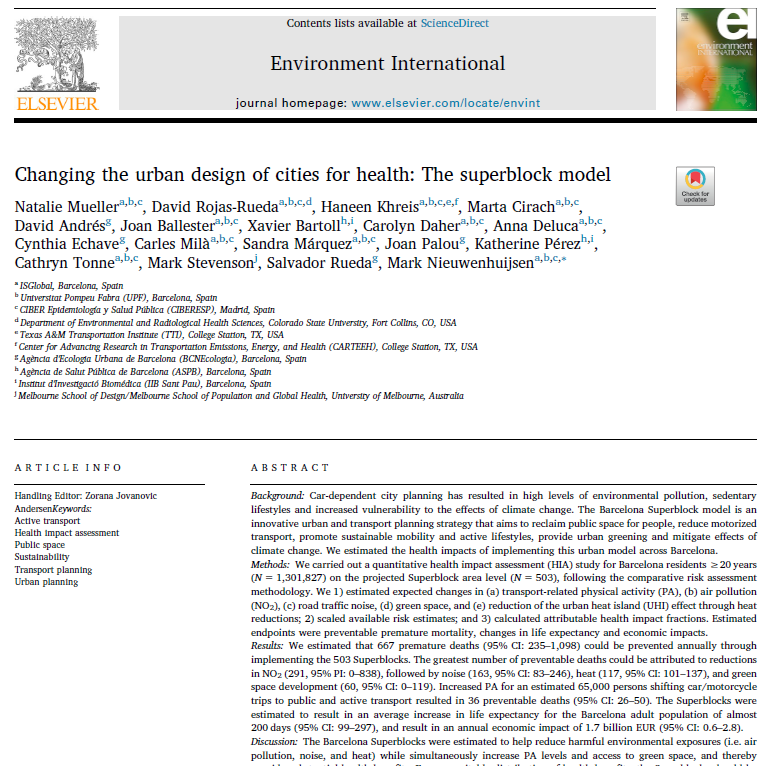 Contents lists available at ScienceDirect
Environment International
journal homepage: www.elsevier.com/locate/envint
ELSEVIER
environment
INTERNATIONAL
Changing the urban design of cities for health: The superblock model
Check for
updates
Natalie Mueller a,b,c, David Rojas-Rueda a,b,c,d, Haneen Khreis a,b,c,e,f, Marta Cirach a,b,c,
David Andrés g, Joan Ballester a,b,c, Xavier Bartoll h,i, Carolyn Daher a,b,c, Anna Deluca a,b,c,
Cynthia Echave g, Carles Milà a,b,c, Sandra Márquez a,b,c, Joan Palou g, Katherine Pérez h,i,
Cathryn Tonne a,b,c, Mark Stevenson j, Salvador Rueda g, Mark Nieuwenhuijsen a,b,c,⁎
a ISGlobal, Barcelona, Spain
b Universitat Pompeu Fabra (UPF), Barcelona, Spain
c CIBER Epidemiología y Salud Pública (CIBERESP), Madrid, Spain
d Department of Environmental and Radiological Health Sciences, Colorado State University, Fort Collins, CO, USA
e Texas A&M Transportation Institute (TTI), College Station, TX, USA
f Center for Advancing Research in Transportation Emissions, Energy, and Health (CARTEEH), College Station, TX, USA
g Agència d'Ecologia Urbana de Barcelona (BCNEcologia), Barcelona, Spain
h Agència de Salut Pública de Barcelona (ASPB), Barcelona, Spain
i Institut d'Investigació Biomédica (IIB Sant Pau), Barcelona, Spain
j Melbourne School of Design/Melbourne School of Population and Global Health, University of Melbourne, Australia
ARTICLE INFO
Handling Editor: Zorana Jovanovic
AndersenKeywords:
Active transport
Health impact assessment
Public space
Sustainability
Transport planning
Urban planning
ABSTRACT
Background: Car-dependent city planning has resulted in high levels of environmental pollution, sedentary
lifestyles and increased vulnerability to the effects of climate change. The Barcelona Superblock model is an
innovative urban and transport planning strategy that aims to reclaim public space for people, reduce motorized
transport, promote sustainable mobility and active lifestyles, provide urban greening and mitigate effects of
climate change. We estimated the health impacts of implementing this urban model across Barcelona.
Methods: We carried out a quantitative health impact assessment (HIA) study for Barcelona residents ≥20 years
(N = 1,301,827) on the projected Superblock area level (N = 503), following the comparative risk assessment
methodology. We 1) estimated expected changes in (a) transport-related physical activity (PA), (b) air pollution
(NO2), (c) road traffic noise, (d) green space, and (e) reduction of the urban heat island (UHI) effect through heat
reductions; 2) scaled available risk estimates; and 3) calculated attributable health impact fractions. Estimated
endpoints were preventable premature mortality, changes in life expectancy and economic impacts.
Results: We estimated that 667 premature deaths (95% CI: 235–1,098) could be prevented annually through
implementing the 503 Superblocks. The greatest number of preventable deaths could be attributed to reductions
in NO2 (291, 95% PI: 0–838), followed by noise (163, 95% CI: 83–246), heat (117, 95% CI: 101–137), and green
space development (60, 95% CI: 0–119). Increased PA for an estimated 65,000 persons shifting car/motorcycle
trips to public and active transport resulted in 36 preventable deaths (95% CI: 26–50). The Superblocks were
estimated to result in an average increase in life expectancy for the Barcelona adult population of almost
200 days (95% CI: 99–297), and result in an annual economic impact of 1.7 billion EUR (95% CI: 0.6–2.8).
Discussion: The Barcelona Superblocks were estimated to help reduce harmful environmental exposures (i.e. air
pollution, noise, and heat) while simultaneously increase PA levels and access to green space, and thereby